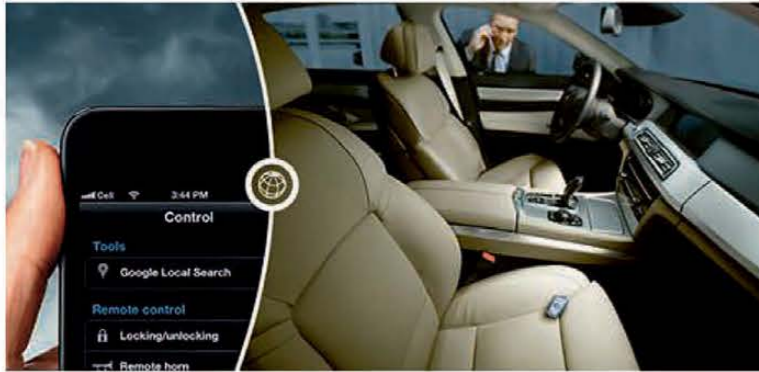 Cell 3:44 PM
Control
Tools
Google Local Search
Remote control
Locking/unlocking
Remote horn